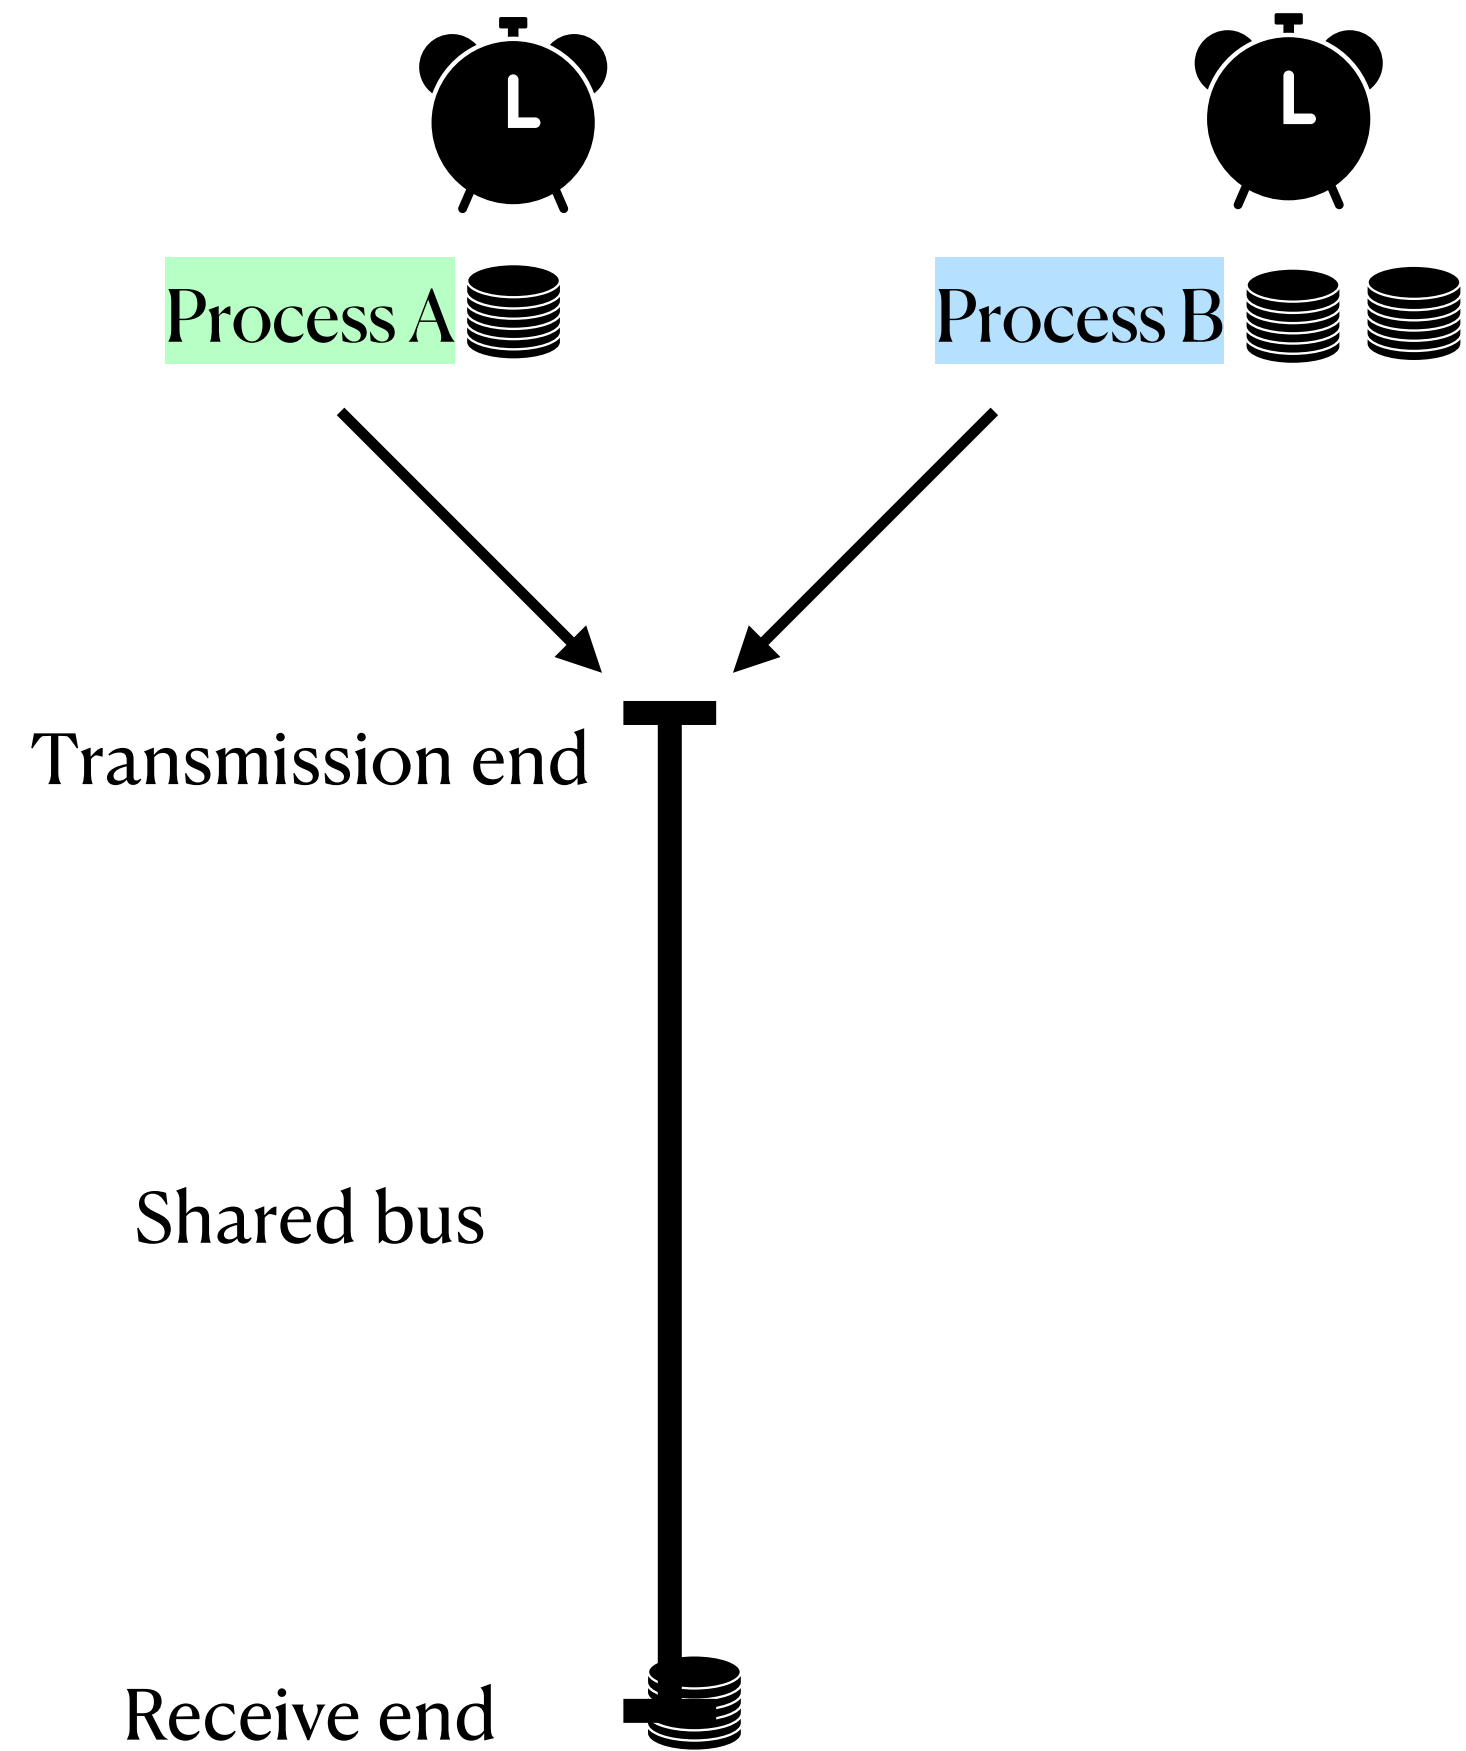 Process A
Process B
Transmission end
Shared bus
Receive end